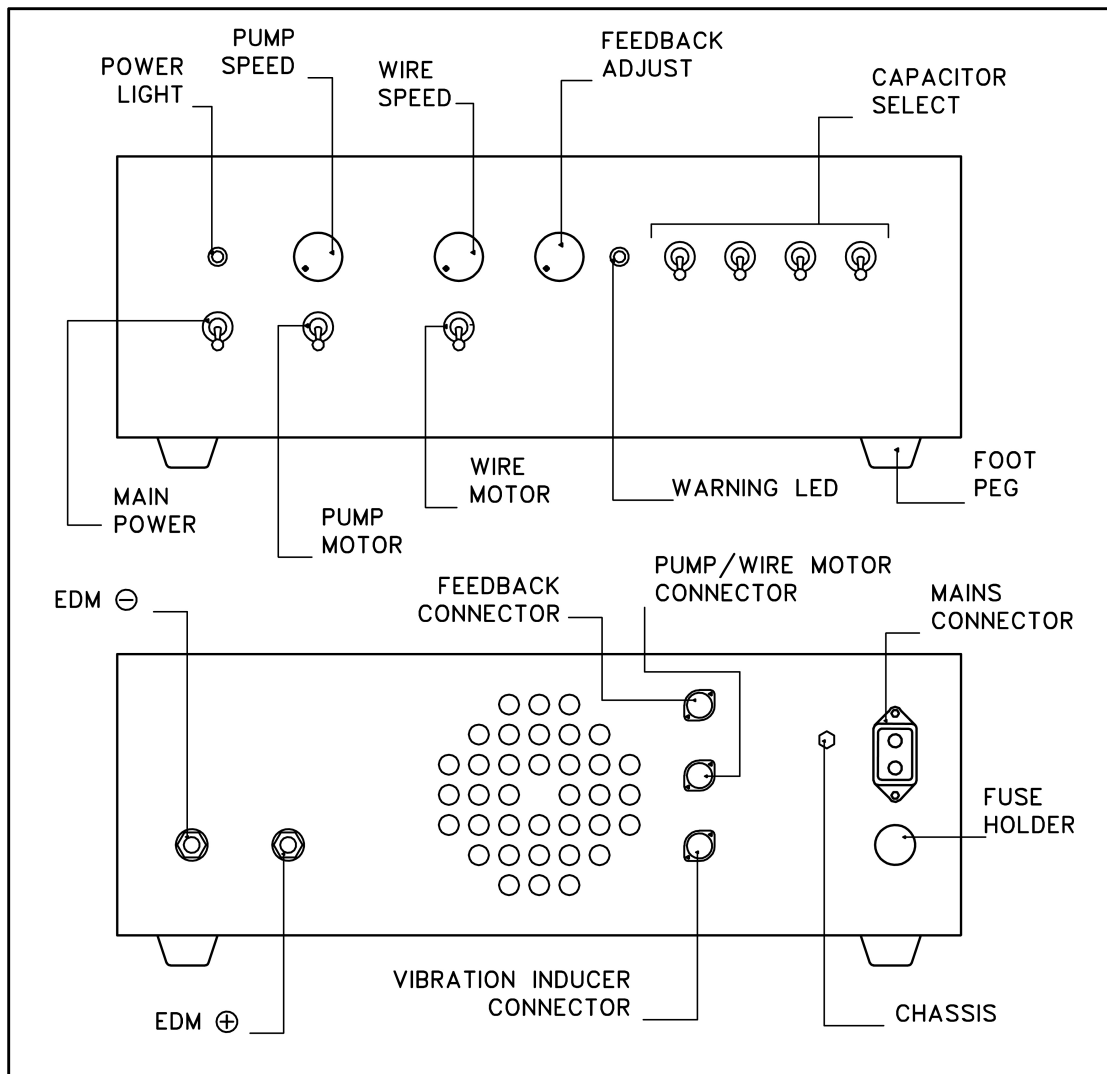 PUMP
SPEED
POWER
LIGHT
WIRE
SPEED
FEEDBACK
ADJUST
CAPACITOR
SELECT
MAIN
POWER
PUMP
MOTOR
WIRE
MOTOR
WARNING LED
FOOT
PEG
EDM ⊖
FEEDBACK
CONNECTOR
PUMP/WIRE MOTOR
CONNECTOR
MAINS
CONNECTOR
FUSE
HOLDER
EDM ⊕
VIBRATION INDUCER
CONNECTOR
CHASSIS